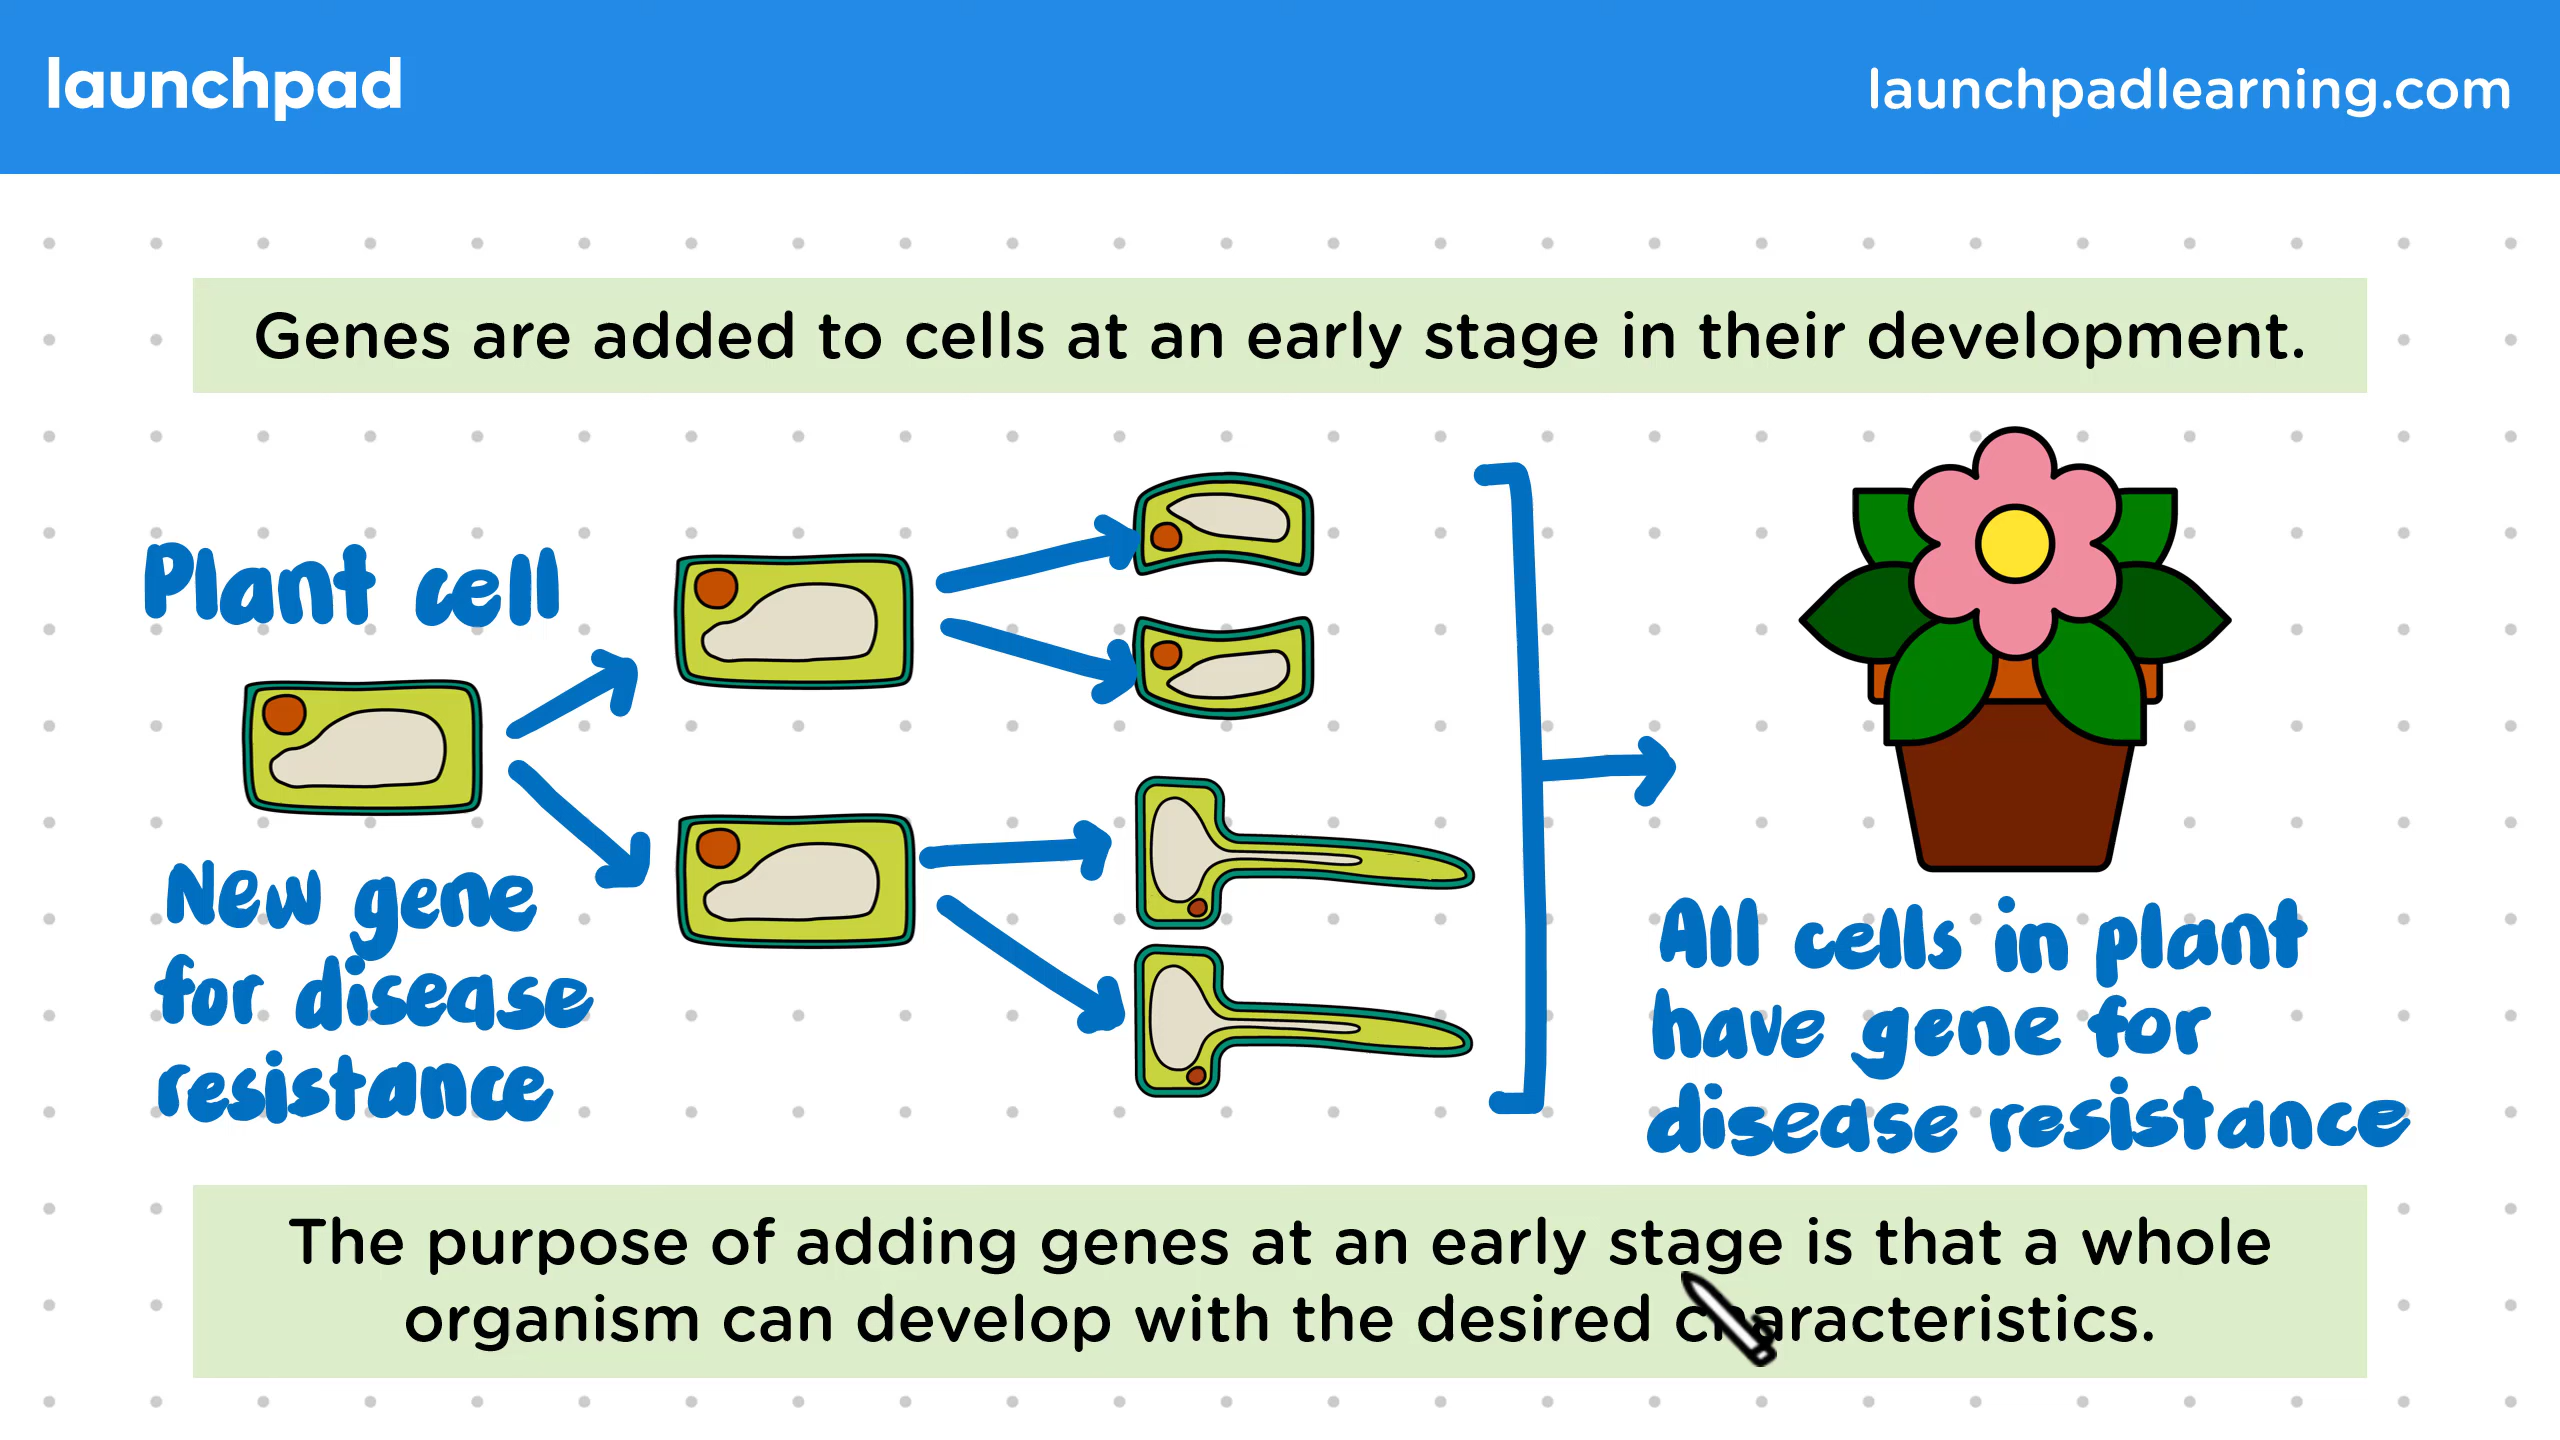 launchpad
launchpadlearning.com
Genes are added to cells at an early stage in their development.
Plant cell
New gene
for disease
resistance
All cells in plant
have gene for
disease resistance
The purpose of adding genes at an early stage is that a whole
organism can develop with the desired characteristics.